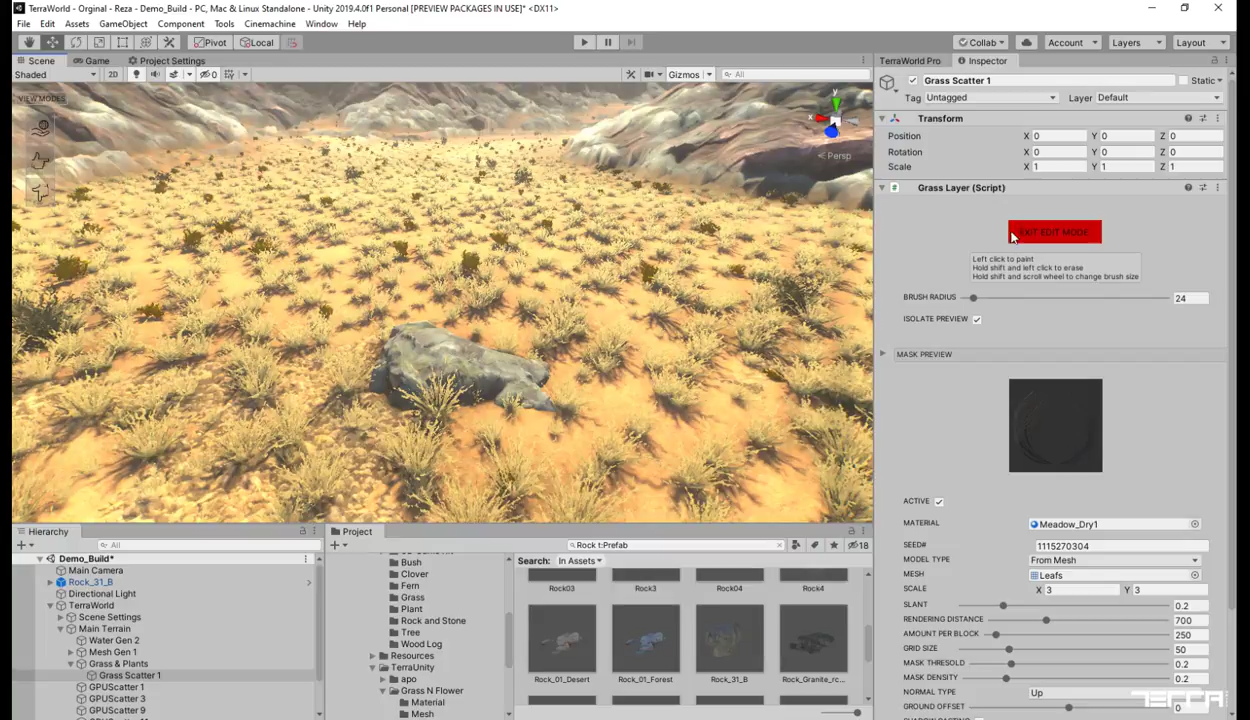 TerraWorld - Orginal - Reza - Demo_Build - PC, Mac & Linux Standalone - Unity 2019.4.0f1 Personal [PREVIEW PACKAGES IN USE]* <DX11>
File Edit Assets GameObject Component Tools Cinemachine Window Help
Pivot Local Collab Account Layers Layout
Scene Game Project Settings
Shaded 2D 0 Gizmos All
VIEW MODES
y
x
Persp
TerraWorld Pro Inspector
Grass Scatter 1 Static
Tag Untagged Layer Default
Transform
Position X 0 Y 0 Z 0
Rotation X 0 Y 0 Z 0
Scale X 1 Y 1 Z 1
Grass Layer (Script)
EXIT EDIT MODE
Left click to paint
Hold shift and left click to erase
Hold shift and scroll wheel to change brush size
BRUSH RADIUS 24
ISOLATE PREVIEW
MASK PREVIEW
ACTIVE
MATERIAL Meadow_Dry1
SEED# 1115270304
MODEL TYPE From Mesh
MESH Leafs
SCALE X 3 Y 3
SLANT 0.2
RENDERING DISTANCE 700
AMOUNT PER BLOCK 250
GRID SIZE 50
MASK THRESOLD 0.2
MASK DENSITY 0.2
NORMAL TYPE Up
GROUND OFFSET 0
Hierarchy
All
Demo_Build*
Main Camera
Rock_31_B
Directional Light
TerraWorld
Scene Settings
Main Terrain
Water Gen 2
Mesh Gen 1
Grass & Plants
Grass Scatter 1
GPUScatter 1
GPUScatter 3
GPUScatter 9
Project
Rock t:Prefab 18
Bush
Clover
Fern
Grass
Plant
Rock and Stone
Tree
Wood Log
Resources
TerraUnity
apo
Grass N Flower
Material
Mesh
Search: In Assets
Rock03 Rock3 Rock04 Rock4
Rock_01_Desert Rock_01_Forest Rock_31_B Rock_Granite_rc...